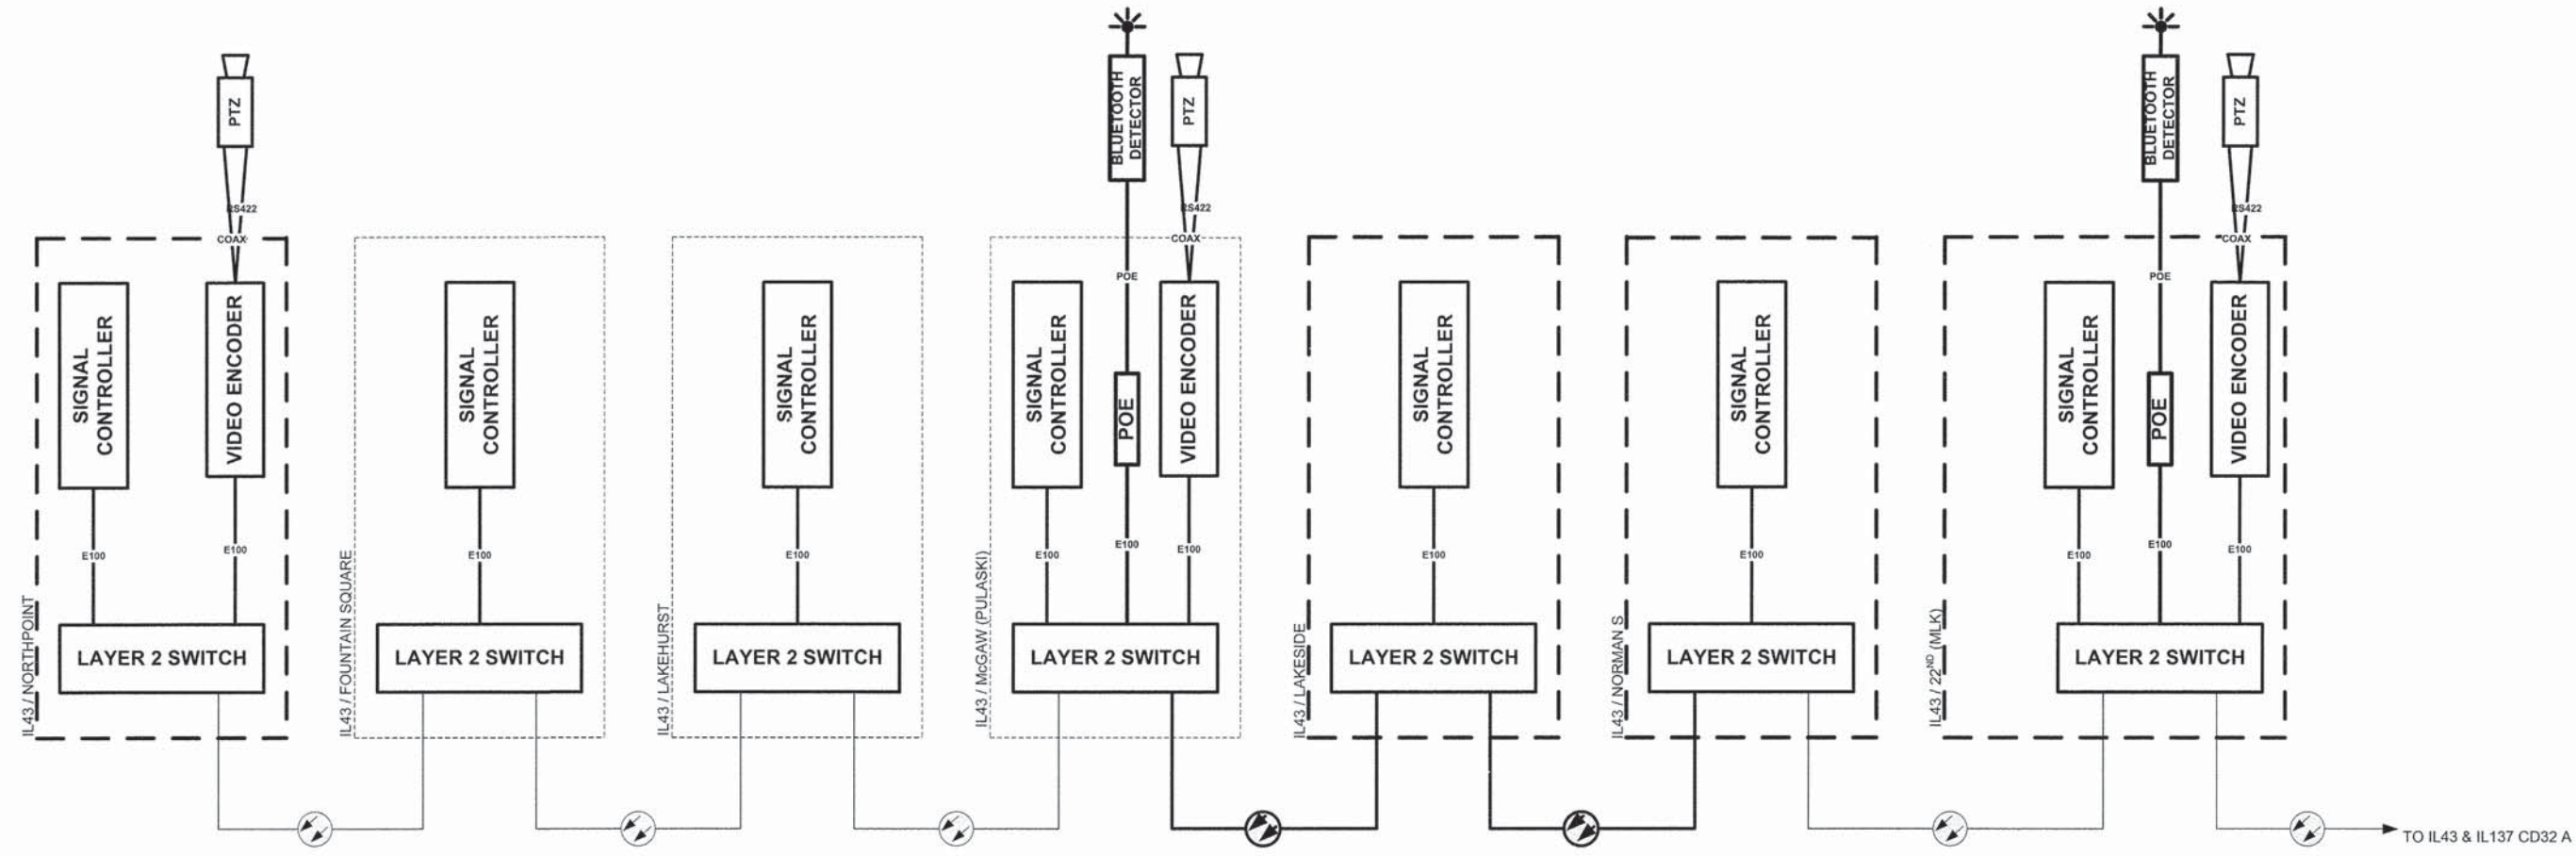 PTZ
RS422
COAX
SIGNAL
CONTROLLER
VIDEO ENCODER
E100
E100
LAYER 2 SWITCH
IL43 / NORTHPOINT
SIGNAL
CONTROLLER
E100
LAYER 2 SWITCH
IL43 / FOUNTAIN SQUARE
SIGNAL
CONTROLLER
E100
LAYER 2 SWITCH
IL43 / LAKEHURST
BLUETOOTH
DETECTOR
PTZ
RS422
COAX
POE
SIGNAL
CONTROLLER
POE
VIDEO ENCODER
E100
E100
E100
LAYER 2 SWITCH
IL43 / McGAW (PULASKI)
SIGNAL
CONTROLLER
E100
LAYER 2 SWITCH
IL43 / LAKESIDE
SIGNAL
CONTROLLER
E100
LAYER 2 SWITCH
IL43 / NORMAN S
BLUETOOTH
DETECTOR
PTZ
RS422
COAX
POE
SIGNAL
CONTROLLER
POE
VIDEO ENCODER
E100
E100
E100
LAYER 2 SWITCH
IL43 / 22ND (MLK)
TO IL43 & IL137 CD32 A